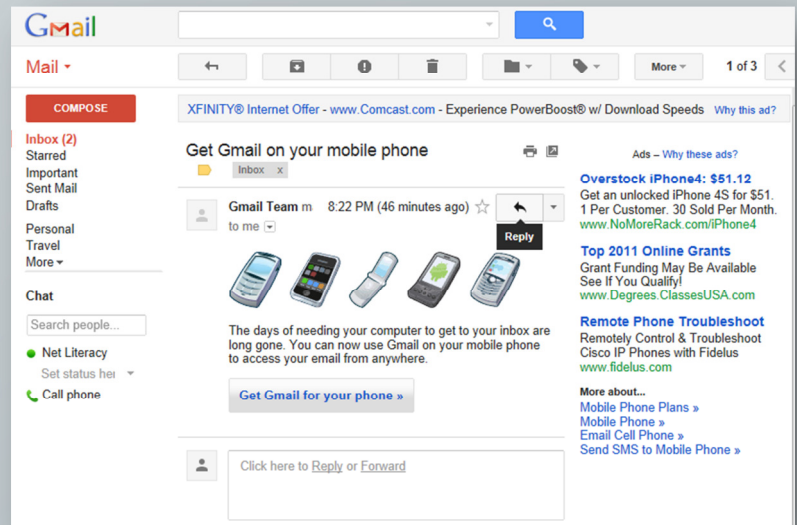 Gmail
Mail
More
1 of 3
COMPOSE
Inbox (2)
Starred
Important
Sent Mail
Drafts
Personal
Travel
More
Chat
Search people...
Net Literacy
Set status her
Call phone
XFINITY® Internet Offer - www.Comcast.com - Experience PowerBoost® w/ Download Speeds Why this ad?
Get Gmail on your mobile phone
Inbox x
Gmail Team m 8:22 PM (46 minutes ago)
to me
Reply
The days of needing your computer to get to your inbox are
long gone. You can now use Gmail on your mobile phone
to access your email from anywhere.
Get Gmail for your phone »
Click here to Reply or Forward
Ads – Why these ads?
Overstock iPhone4: $51.12
Get an unlocked iPhone 4S for $51.
1 Per Customer. 30 Sold Per Month.
www.NoMoreRack.com/iPhone4
Top 2011 Online Grants
Grant Funding May Be Available
See If You Qualify!
www.Degrees.ClassesUSA.com
Remote Phone Troubleshoot
Remotely Control & Troubleshoot
Cisco IP Phones with Fidelus
www.fidelus.com
More about...
Mobile Phone Plans »
Mobile Phone »
Email Cell Phone »
Send SMS to Mobile Phone »